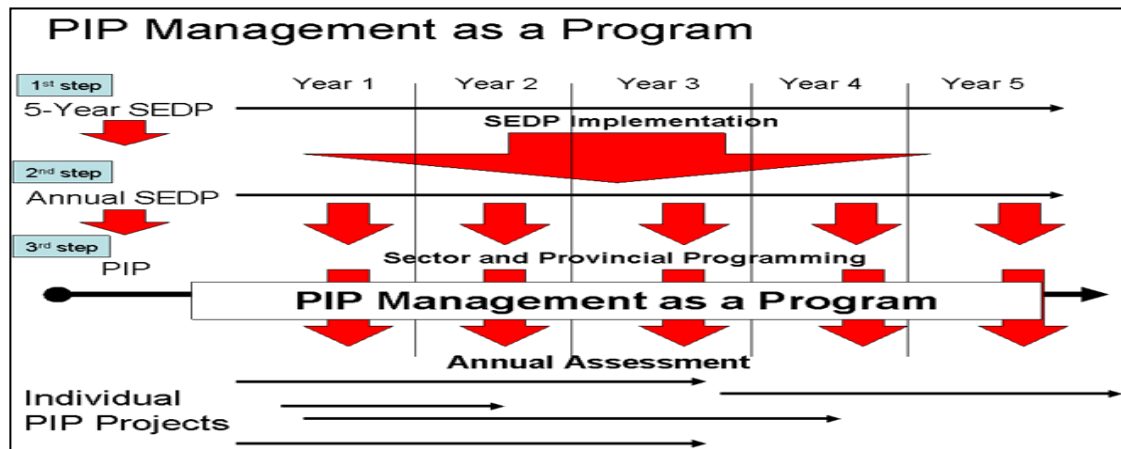 PIP Management as a Program
1st step
Year 1 Year 2 Year 3 Year 4 Year 5
5-Year SEDP
SEDP Implementation
2nd step
Annual SEDP
3rd step
Sector and Provincial Programming
PIP
PIP Management as a Program
Annual Assessment
Individual
PIP Projects